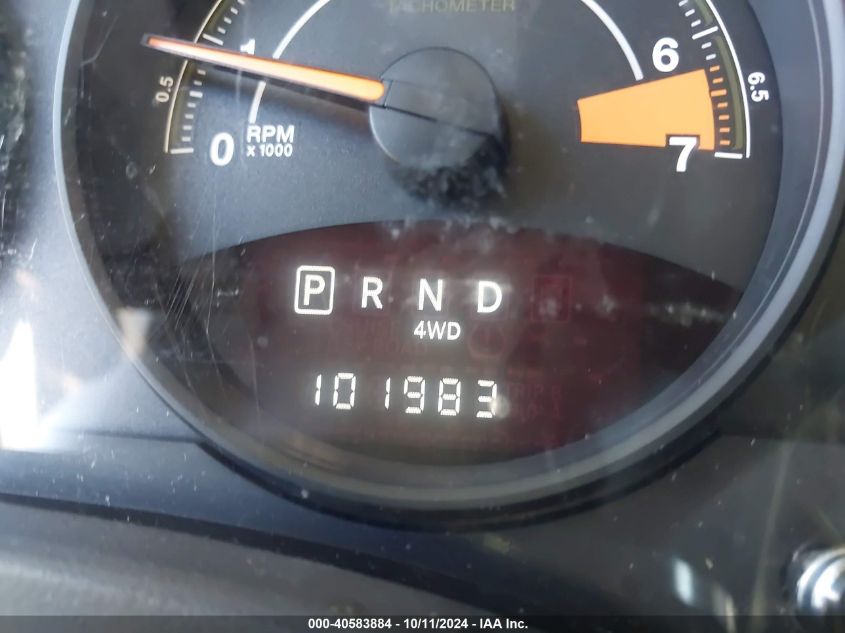 TACHOMETER
0.5
1
6
6.5
0
RPM
x 1000
7
P R N D
4WD
101983
000-40583884 - 10/11/2024 - IAA Inc.